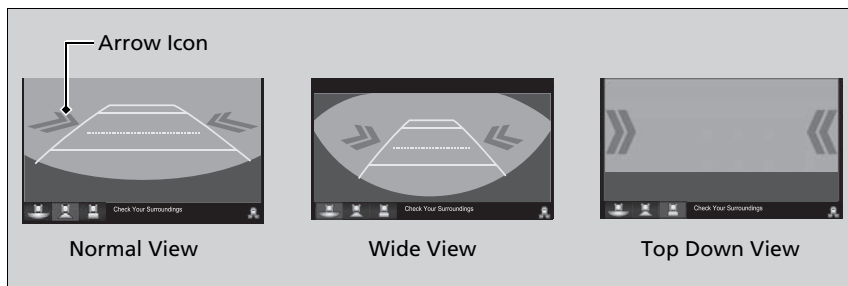 Arrow Icon
Check Your Surroundings
Check Your Surroundings
Check Your Surroundings
Normal View
Wide View
Top Down View